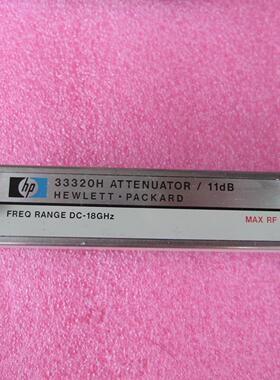 hp 33320H ATTENUATOR / 11dB
HEWLETT • PACKARD
FREQ RANGE DC-18GHz MAX RF